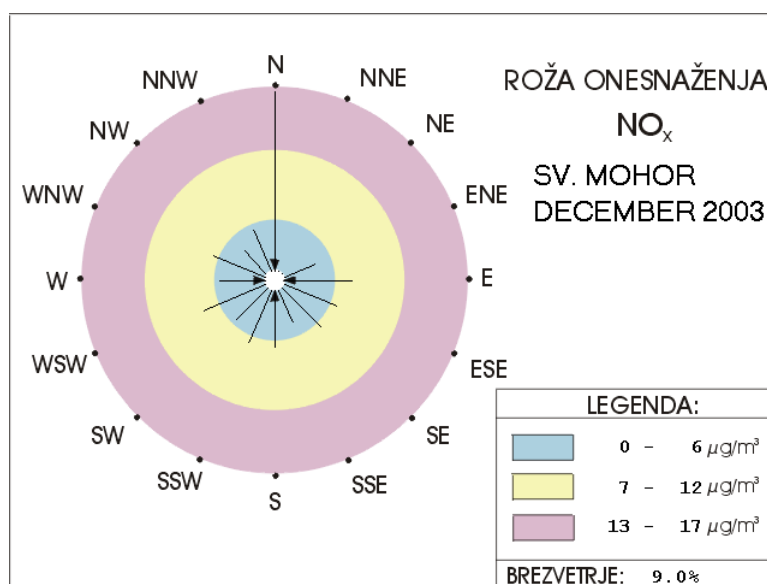 N
NNW
NNE
ROŽA ONESNAŽENJA
NW
NE
NOx
SV. MOHOR
WNW
ENE
DECEMBER 2003
W
E
WSW
ESE
LEGENDA:
SW
SE
0 - 6 µg/m³
SSW
SSE
S
7 - 12 µg/m³
13 - 17 µg/m³
BREZVETRJE: 9.0%